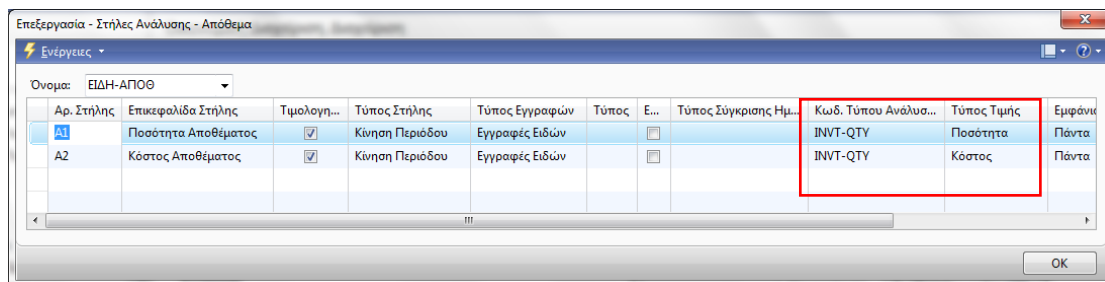 Επεξεργασία - Στήλες Ανάλυσης - Απόθεμα
Ενέργειες
Όνομα: ΕΙΔΗ-ΑΠΟΘ
Αρ. Στήλης Επικεφαλίδα Στήλης Τιμολογη... Τύπος Στήλης Τύπος Εγγραφών Τύπος Ε... Τύπος Σύγκρισης Ημ... Κωδ. Τύπου Ανάλυσ... Τύπος Τιμής Εμφάνισ
A1 Ποσότητα Αποθέματος Κίνηση Περιόδου Εγγραφές Ειδών INVT-QTY Ποσότητα Πάντα
A2 Κόστος Αποθέματος Κίνηση Περιόδου Εγγραφές Ειδών INVT-QTY Κόστος Πάντα
OK